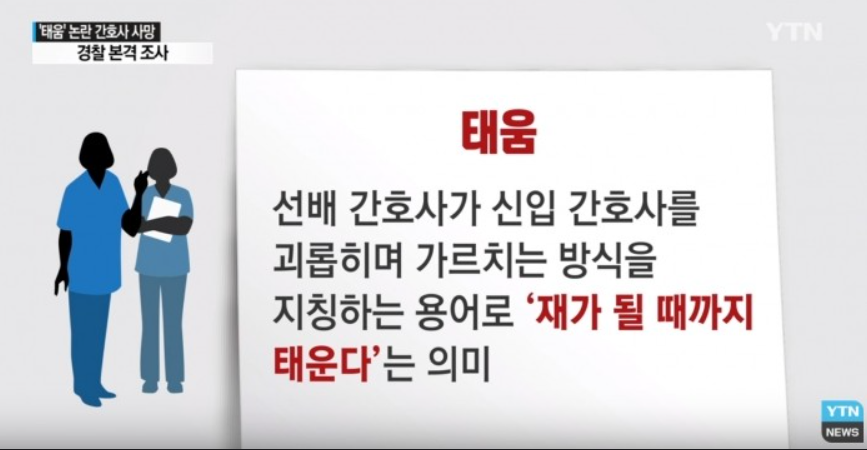 '태움' 논란 간호사 사망
경찰 본격 조사
YTN
태움
선배 간호사가 신입 간호사를
괴롭히며 가르치는 방식을
지칭하는 용어로 ‘재가 될 때까지
태운다’는 의미
YTN
NEWS